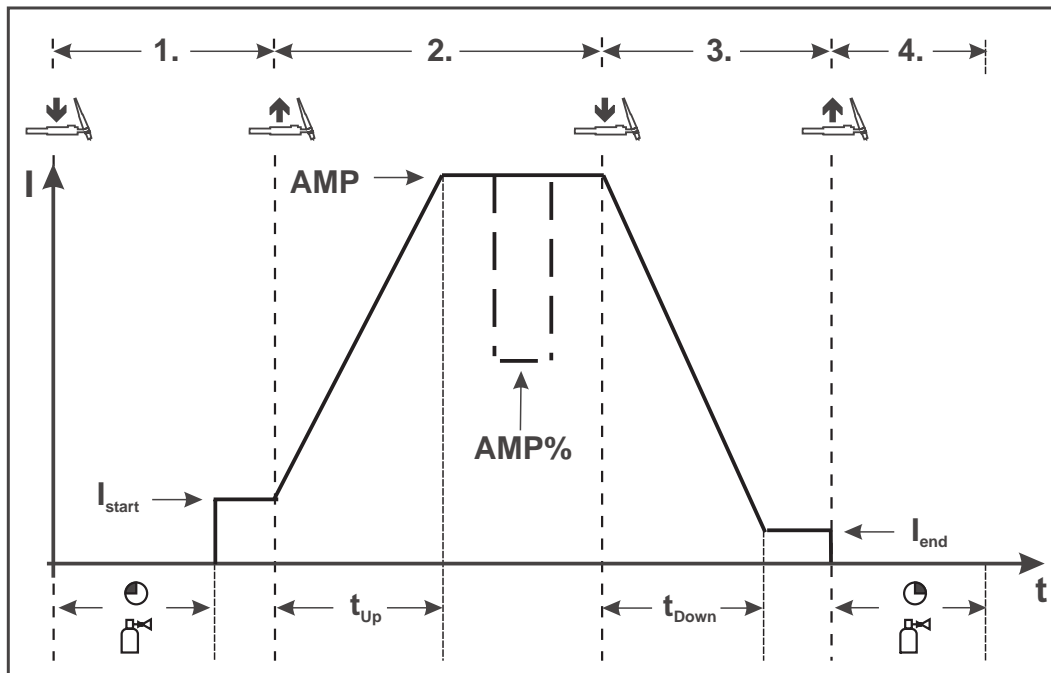 1. 2. 3. 4.
I
AMP
AMP%
Istart
Iend
t
tUp
tDown